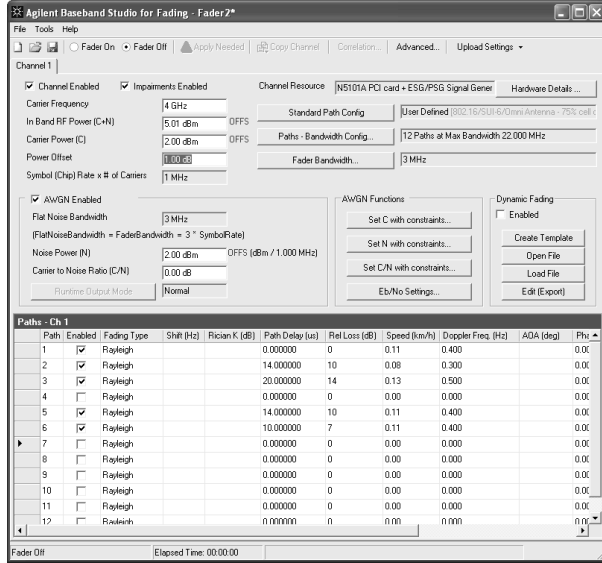 Agilent Baseband Studio for Fading - Fader2*
File Tools Help
Fader On Fader Off Apply Needed Copy Channel Correlation... Advanced... Upload Settings
Channel 1
Channel Enabled Impairments Enabled Channel Resource N5101A PCI card + ESG/PSG Signal Gener Hardware Details ...
Carrier Frequency 4 GHz
In Band RF Power (C+N) 5.01 dBm OFFS Standard Path Config User Defined (802.16/SUI-6/Omni Antenna - 75% cell c
Carrier Power (C) 2.00 dBm OFFS Paths - Bandwidth Config... 12 Paths at Max Bandwidth 22.000 MHz
Power Offset 1.00 dB Fader Bandwidth... 3 MHz
Symbol (Chip) Rate x # of Carriers 1 MHz
AWGN Enabled AWGN Functions Dynamic Fading
Flat Noise Bandwidth 3 MHz Set C with constraints... Enabled
(FlatNoiseBandwidth = FaderBandwidth = 3 * SymbolRate) Set N with constraints... Create Template
Noise Power (N) 2.00 dBm OFFS (dBm / 1.000 MHz) Open File
Carrier to Noise Ratio (C/N) 0.00 dB Set C/N with constraints... Load File
Runtime Output Mode Normal Eb/No Settings... Edit (Export)
Paths - Ch 1
Path Enabled Fading Type Shift (Hz) Rician K (dB) Path Delay (us) Rel Loss (dB) Speed (km/h) Doppler Freq. (Hz) AOA (deg) Pha
1 Rayleigh 0.000000 0 0.11 0.400 0.00
2 Rayleigh 14.000000 10 0.08 0.300 0.00
3 Rayleigh 20.000000 14 0.13 0.500 0.00
4 Rayleigh 0.000000 0 0.00 0.000 0.00
5 Rayleigh 14.000000 10 0.11 0.400 0.00
6 Rayleigh 10.000000 7 0.11 0.400 0.00
7 Rayleigh 0.000000 0 0.00 0.000 0.00
8 Rayleigh 0.000000 0 0.00 0.000 0.00
9 Rayleigh 0.000000 0 0.00 0.000 0.00
10 Rayleigh 0.000000 0 0.00 0.000 0.00
11 Rayleigh 0.000000 0 0.00 0.000 0.00
12 Rayleigh 0.000000 0 0.00 0.000 0.00
Fader Off Elapsed Time: 00:00:00